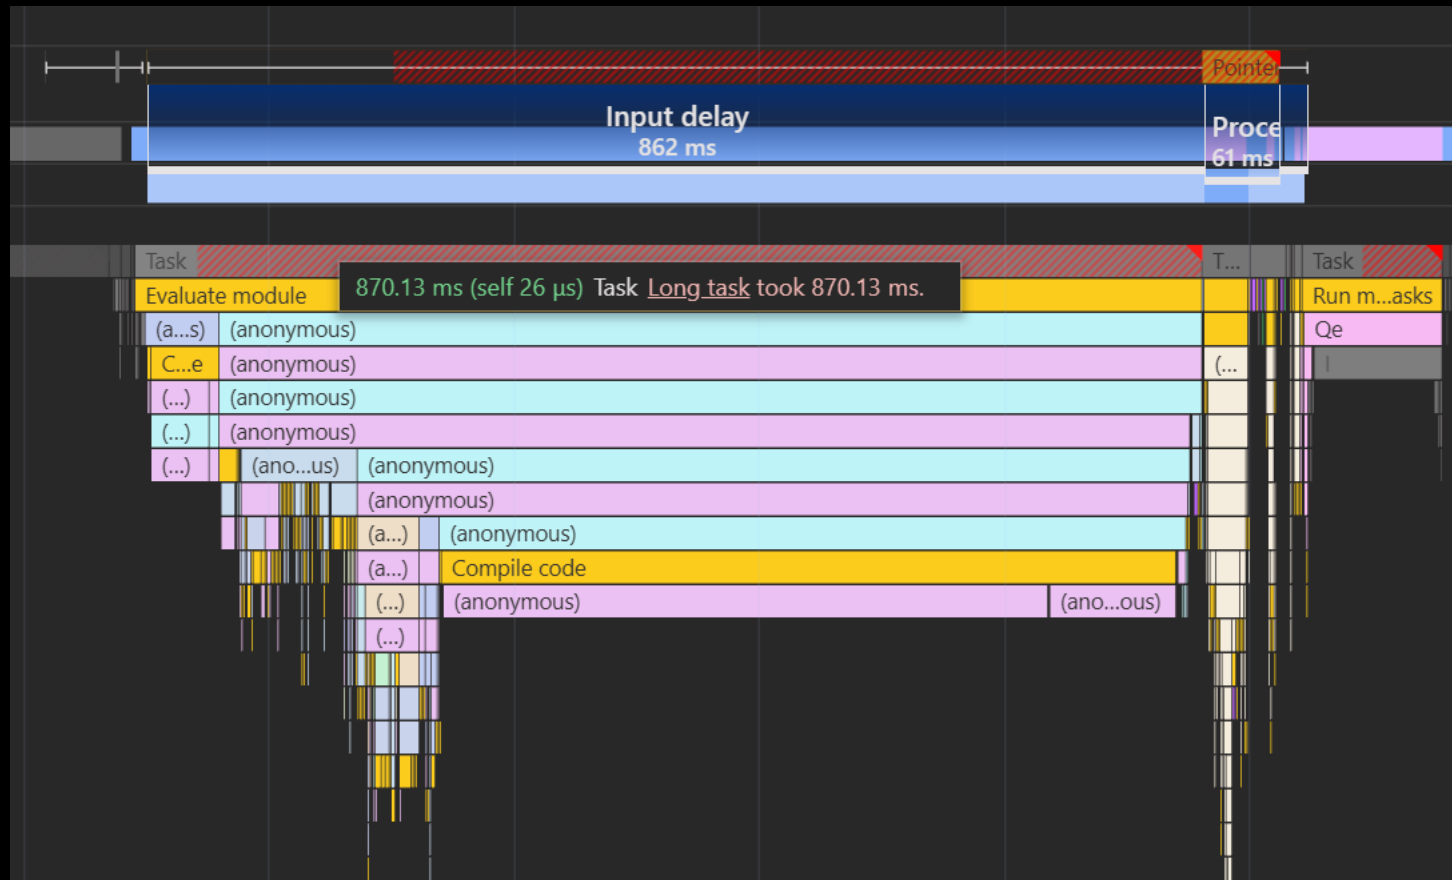 Pointe
Input delay
862 ms
Proce
61 ms
Task
T...
Task
870.13 ms (self 26 μs) Task Long task took 870.13 ms.
Evaluate module
Run m...asks
(a...s)
(anonymous)
Qe
C...e
(anonymous)
(...
l
(...)
(anonymous)
(...)
(anonymous)
(...)
(ano...us)
(anonymous)
(anonymous)
(a...)
(anonymous)
(a...)
Compile code
(...)
(anonymous)
(ano...ous)
(...)